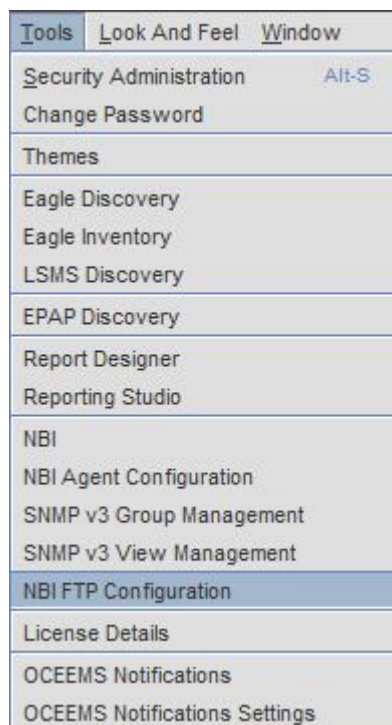 Tools Look And Feel Window
Security Administration Alt-S
Change Password
Themes
Eagle Discovery
Eagle Inventory
LSMS Discovery
EPAP Discovery
Report Designer
Reporting Studio
NBI
NBI Agent Configuration
SNMP v3 Group Management
SNMP v3 View Management
NBI FTP Configuration
License Details
OCEEMS Notifications
OCEEMS Notifications Settings